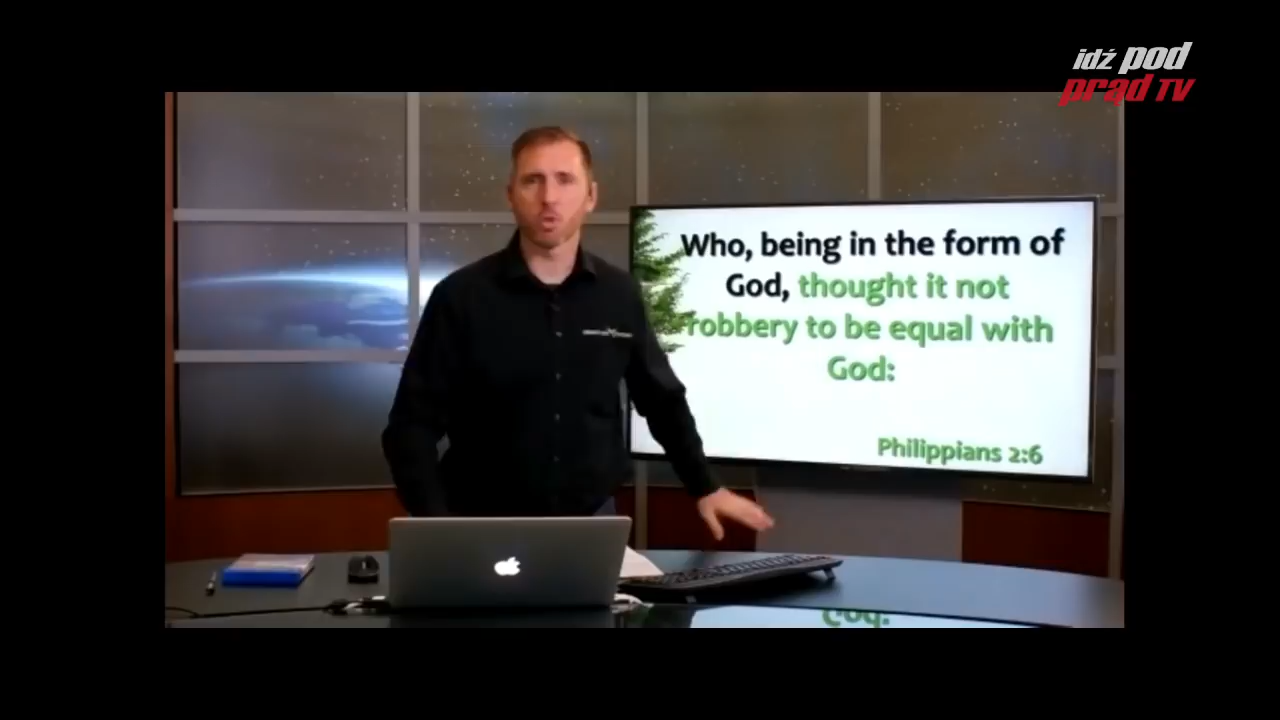 idź pod
prąd TV
Who, being in the form of
God, thought it not
robbery to be equal with
God:
Philippians 2:6
God: